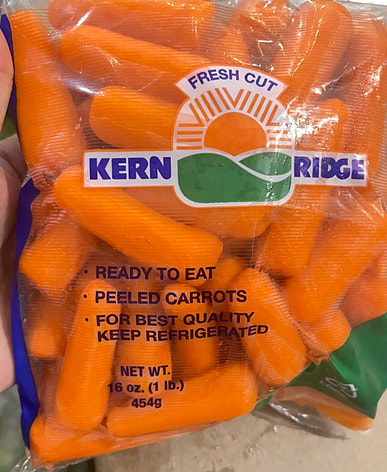 FRESH CUT
KERN RIDGE
· READY TO EAT
· PEELED CARROTS
· FOR BEST QUALITY
KEEP REFRIGERATED
NET WT.
16 oz. (1 lb.)
454g